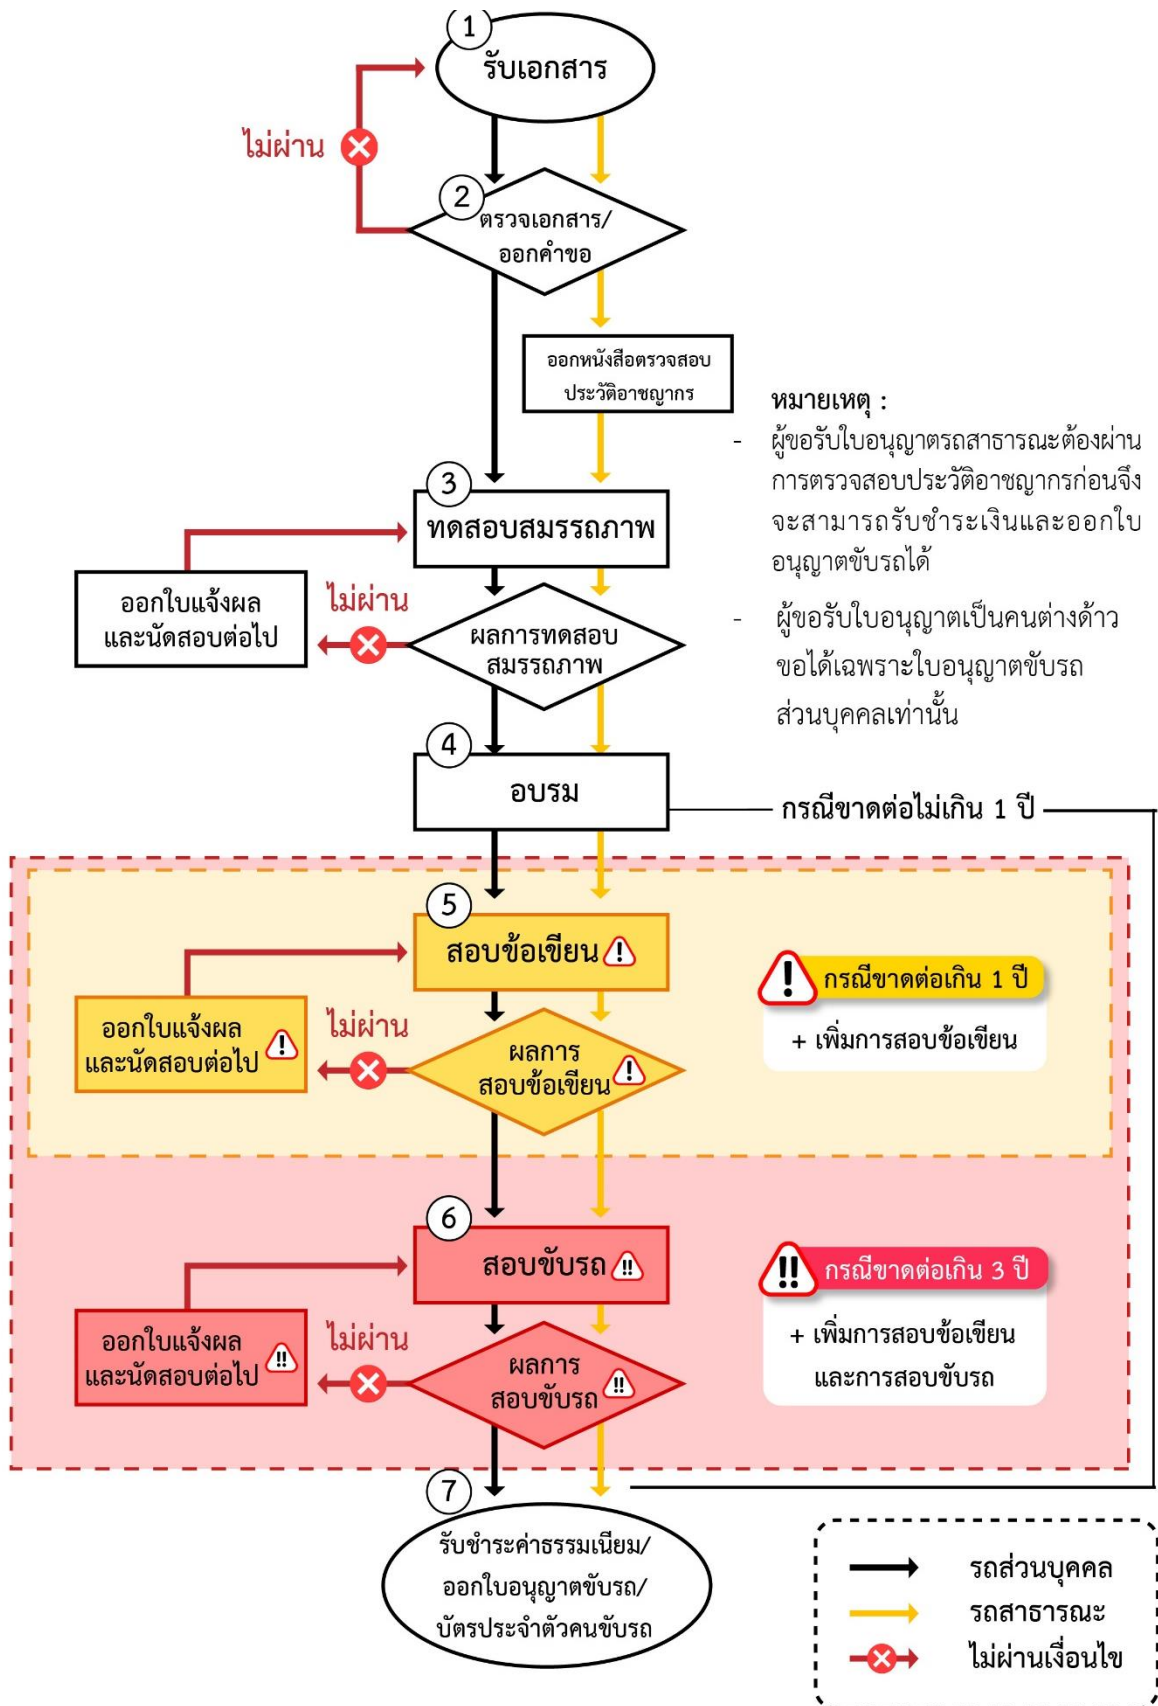 1
รับเอกสาร
ไม่ผ่าน
2
ตรวจเอกสาร/
ออกคำขอ
ออกหนังสือตรวจสอบ
ประวัติอาชญากร
หมายเหตุ :
- ผู้ขอรับใบอนุญาตรถสาธารณะต้องผ่าน
การตรวจสอบประวัติอาชญากรก่อนจึง
จะสามารถรับชำระเงินและออกใบ
อนุญาตขับรถได้
- ผู้ขอรับใบอนุญาตเป็นคนต่างด้าว
ขอได้เฉพาะใบอนุญาตขับรถ
ส่วนบุคคลเท่านั้น
3
ทดสอบสมรรถภาพ
ออกใบแจ้งผล
และนัดสอบต่อไป
ไม่ผ่าน
ผลการทดสอบ
สมรรถภาพ
4
อบรม
กรณีขาดต่อไม่เกิน 1 ปี
5
สอบข้อเขียน !
ออกใบแจ้งผล
และนัดสอบต่อไป !
ไม่ผ่าน
ผลการ
สอบข้อเขียน !
! กรณีขาดต่อเกิน 1 ปี
+ เพิ่มการสอบข้อเขียน
6
สอบขับรถ !!
ออกใบแจ้งผล
และนัดสอบต่อไป !!
ไม่ผ่าน
ผลการ
สอบขับรถ !!
!! กรณีขาดต่อเกิน 3 ปี
+ เพิ่มการสอบข้อเขียน
และการสอบขับรถ
7
รับชำระค่าธรรมเนียม/
ออกใบอนุญาตขับรถ/
บัตรประจำตัวคนขับรถ
รถส่วนบุคคล
รถสาธารณะ
ไม่ผ่านเงื่อนไข